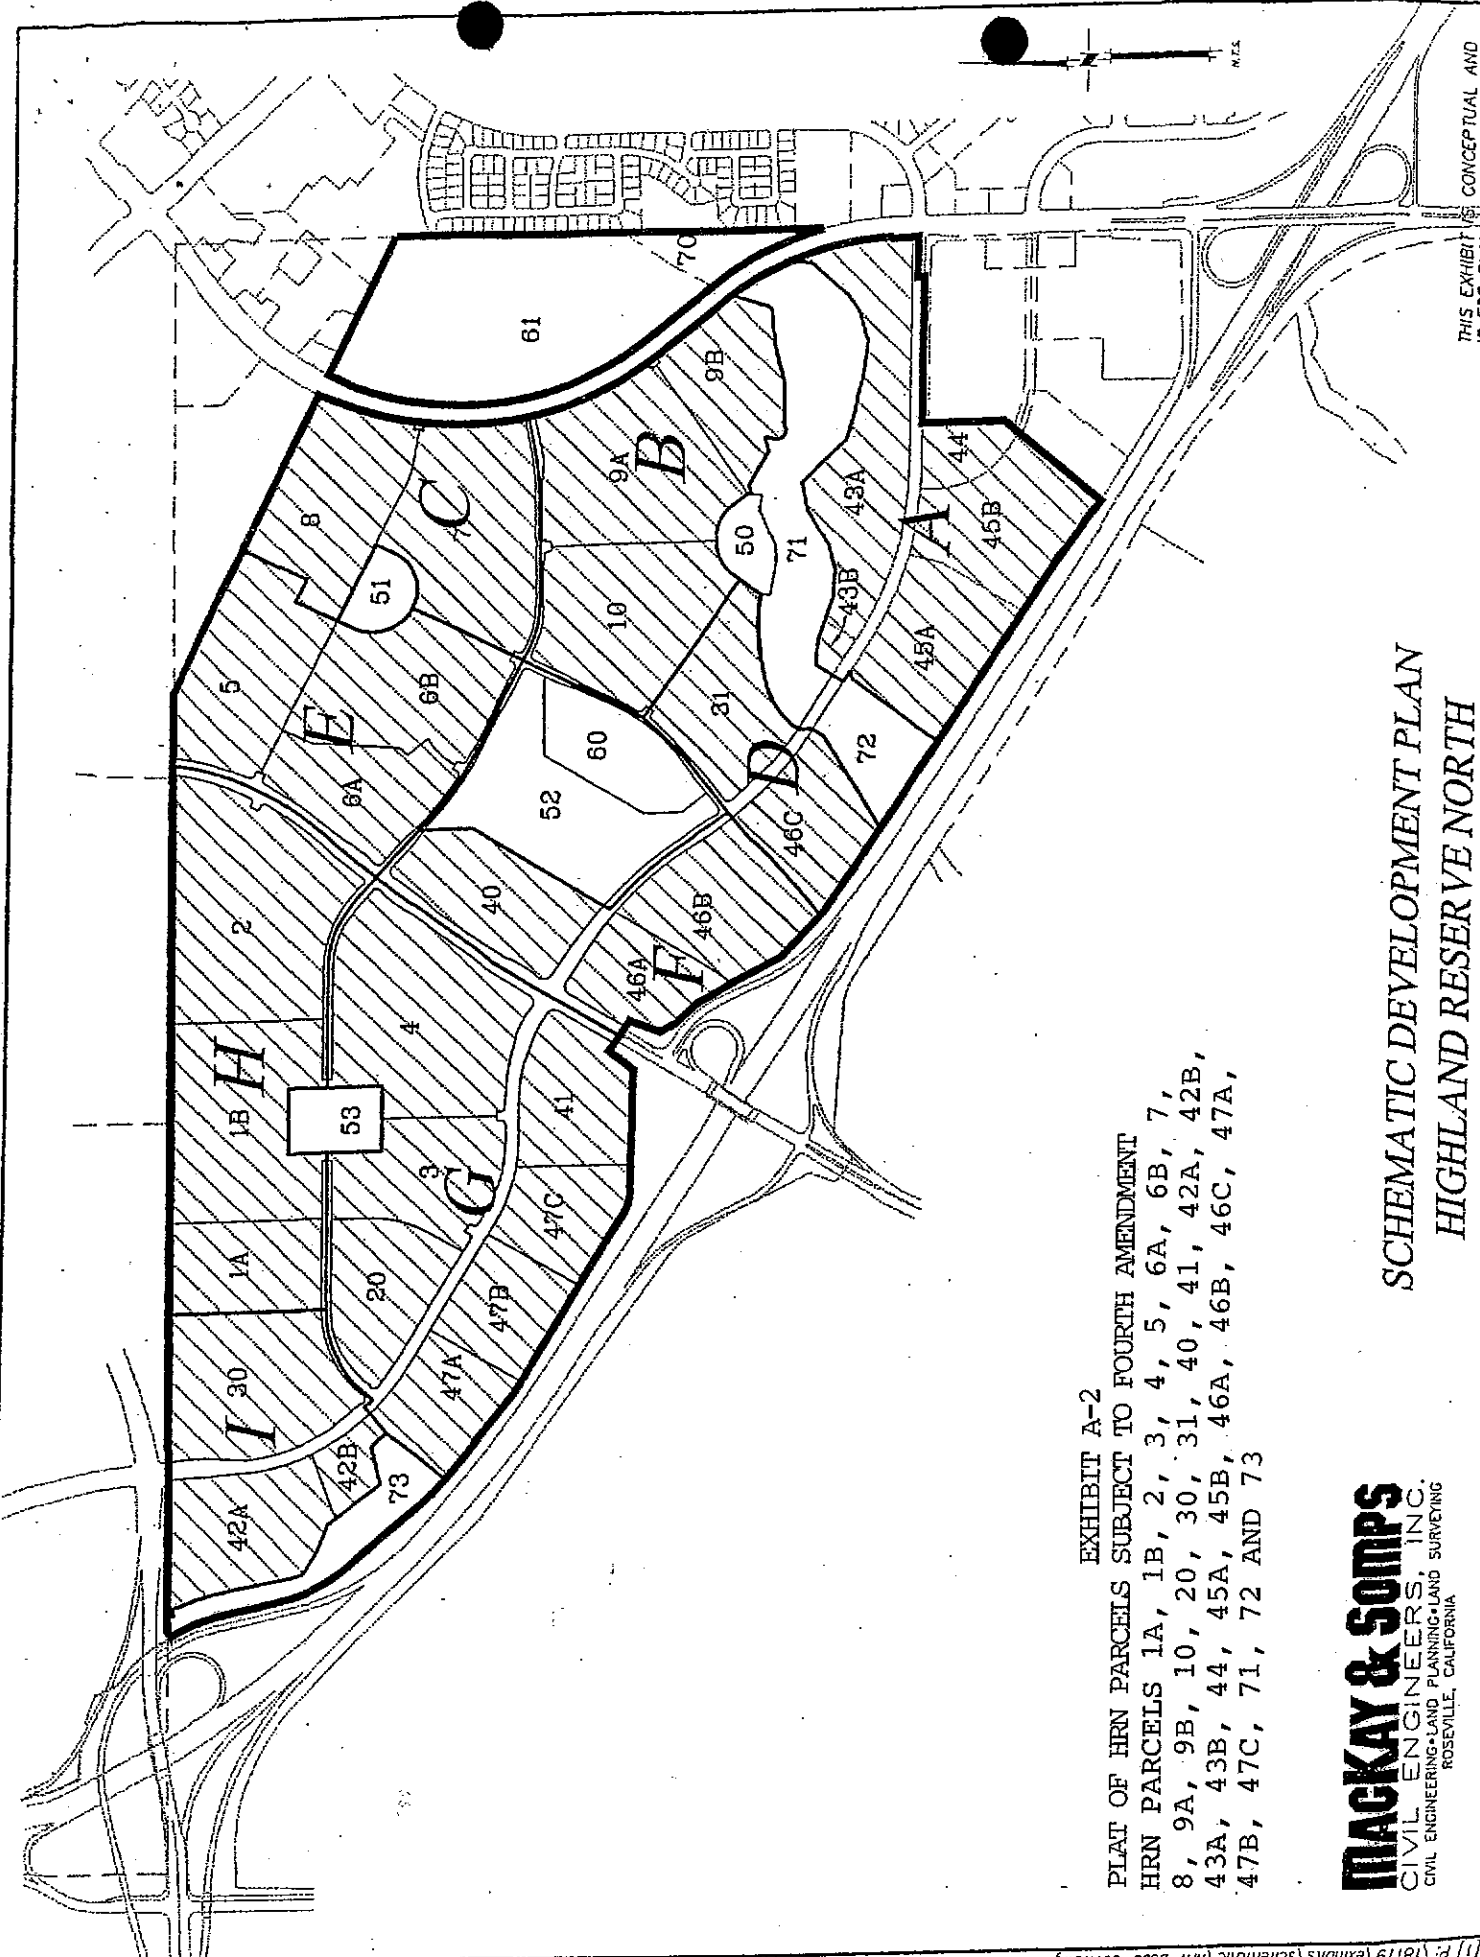 EXHIBIT A-2
PLAT OF HRN PARCELS SUBJECT TO FOURTH AMENDMENT
HRN PARCELS 1A, 1B, 2, 3, 4, 5, 6A, 6B, 7,
8, 9A, 9B, 10, 20, 30, 31, 40, 41, 42A, 42B,
43A, 43B, 44, 45A, 45B, 46A, 46B, 46C, 47A,
47B, 47C, 71, 72 AND 73
SCHEMATIC DEVELOPMENT PLAN
HIGHLAND RESERVE NORTH
MACKAY & SOMPS
CIVIL ENGINEERS, INC.
CIVIL ENGINEERING•LAND PLANNING•LAND SURVEYING
ROSEVILLE, CALIFORNIA
THIS EXHIBIT IS CONCEPTUAL AND
N.T.S.
42A
42B
73
I
30
1A
20
47A
47B
47C
G
3
1B
H
53
41
4
2
40
46A
F
46B
46C
52
60
D
72
31
6A
E
6B
5
51
8
C
7
10
50
71
43B
43A
45A
45B
A
44
9A
B
9B
61
70